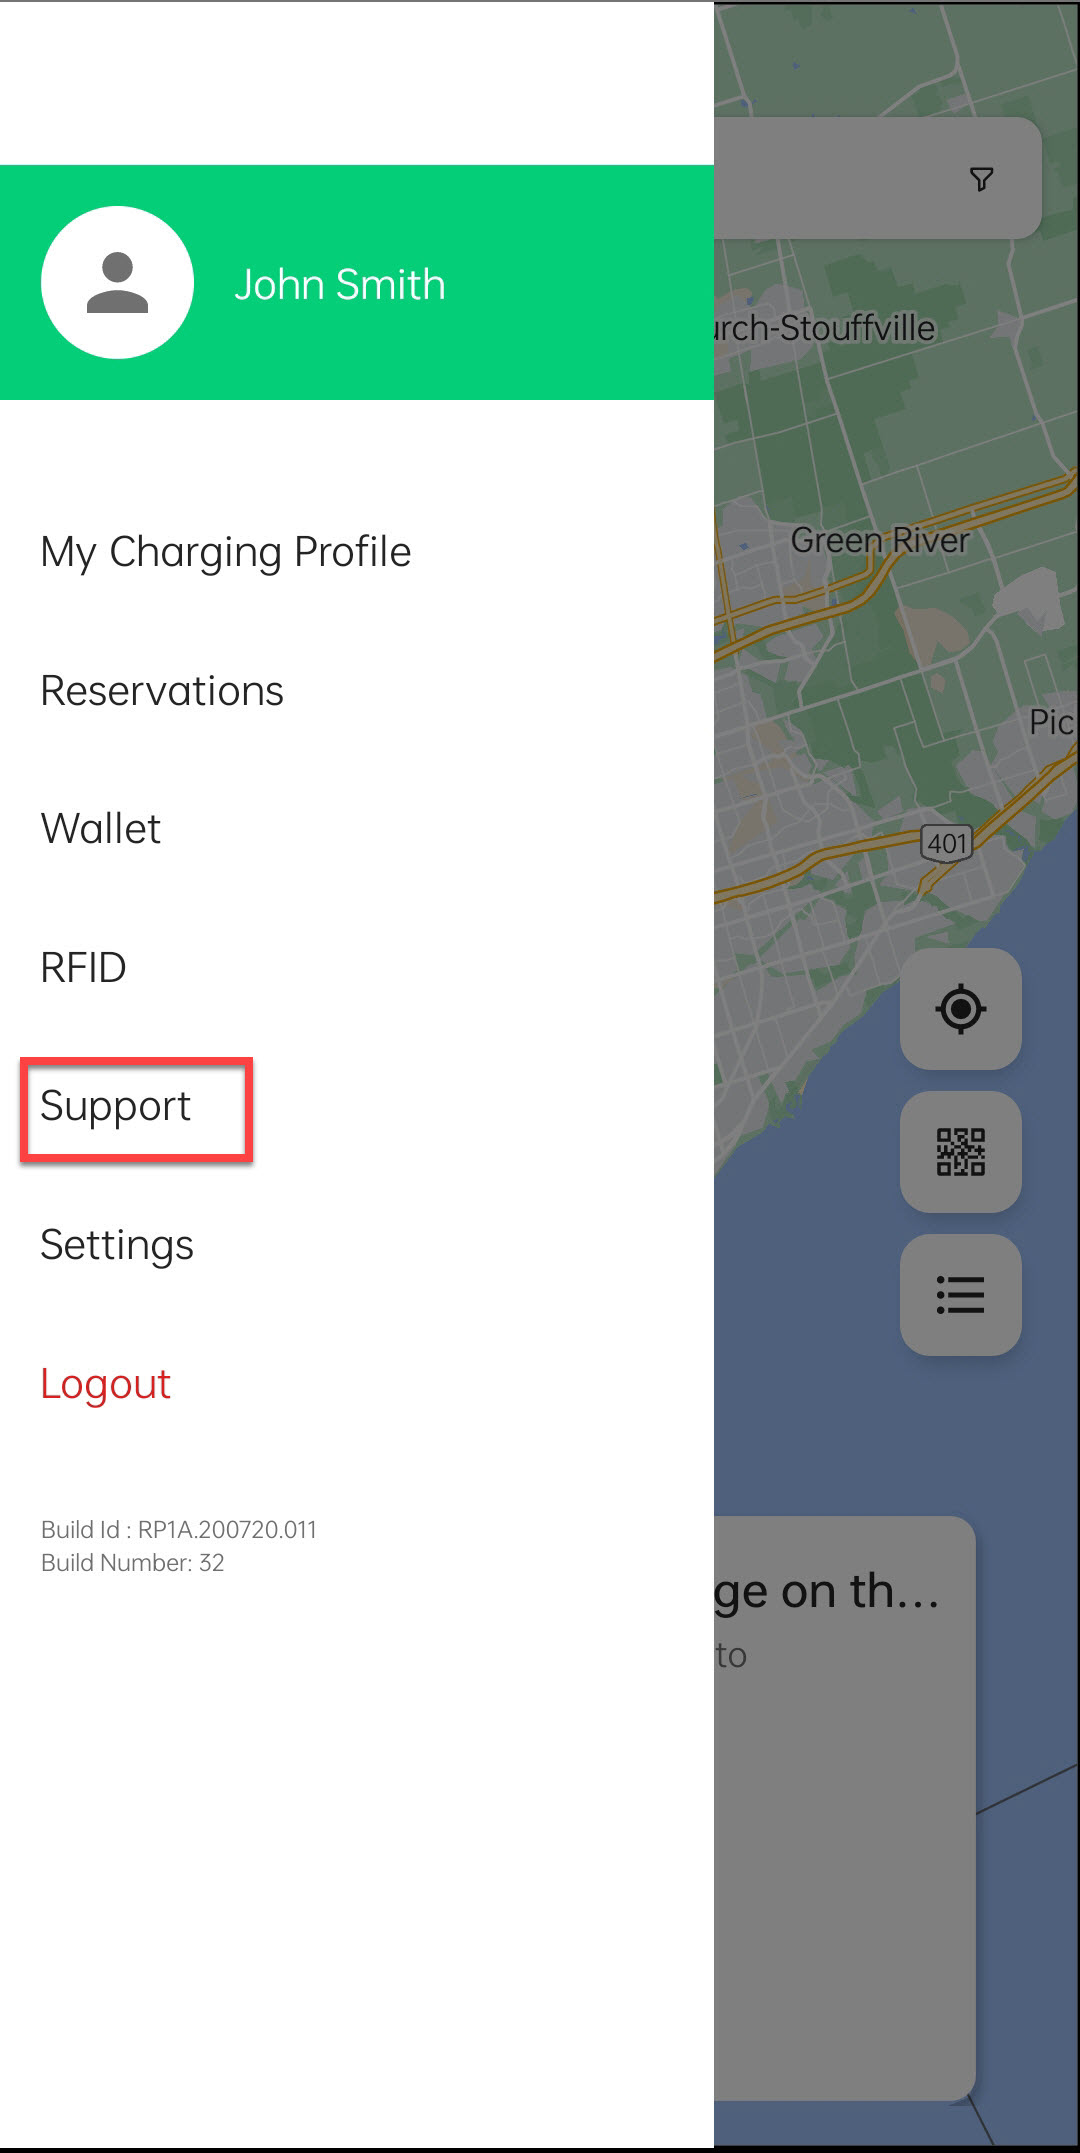 John Smith
My Charging Profile
Reservations
Wallet
RFID
Support
Settings
Logout
Build Id : RP1A.200720.011
Build Number: 32
urch-Stouffville
Green River
Pic
401
ge on th...
to